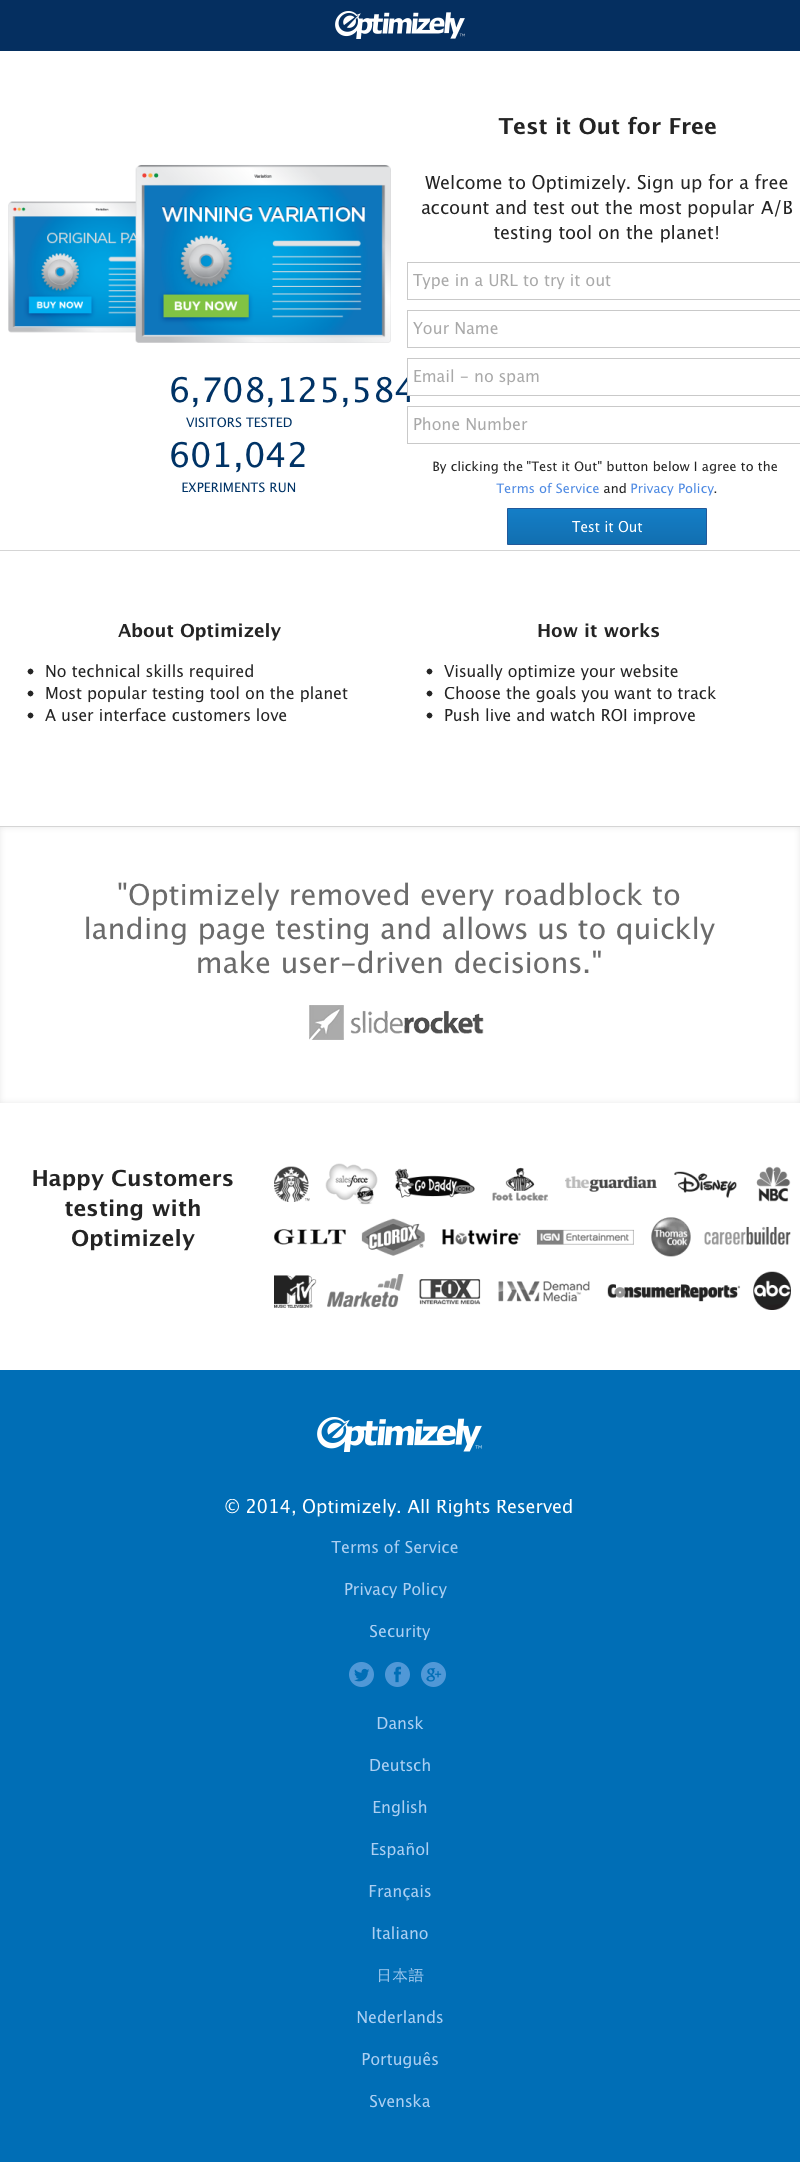 Optimizely
Test it Out for Free
Welcome to Optimizely. Sign up for a free
account and test out the most popular A/B
testing tool on the planet!
Variation
WINNING VARIATION
BUY NOW
Variation
ORIGINAL PA
BUY NOW
Type in a URL to try it out
Your Name
Email - no spam
Phone Number
6,708,125,584
VISITORS TESTED
601,042
EXPERIMENTS RUN
By clicking the "Test it Out" button below I agree to the
Terms of Service and Privacy Policy.
Test it Out
About Optimizely
• No technical skills required
• Most popular testing tool on the planet
• A user interface customers love
How it works
• Visually optimize your website
• Choose the goals you want to track
• Push live and watch ROI improve
"Optimizely removed every roadblock to
landing page testing and allows us to quickly
make user-driven decisions."
sliderocket
Happy Customers
testing with
Optimizely
salesforce Go Daddy .COM Foot Locker theguardian Disney NBC
GILT CLOROX Hotwire IGN Entertainment Thomas Cook careerbuilder
MTV MUSIC TELEVISION Marketo FOX INTERACTIVE MEDIA Demand Media ConsumerReports abc
Optimizely
© 2014, Optimizely. All Rights Reserved
Terms of Service
Privacy Policy
Security
Dansk
Deutsch
English
Español
Français
Italiano
日本語
Nederlands
Português
Svenska